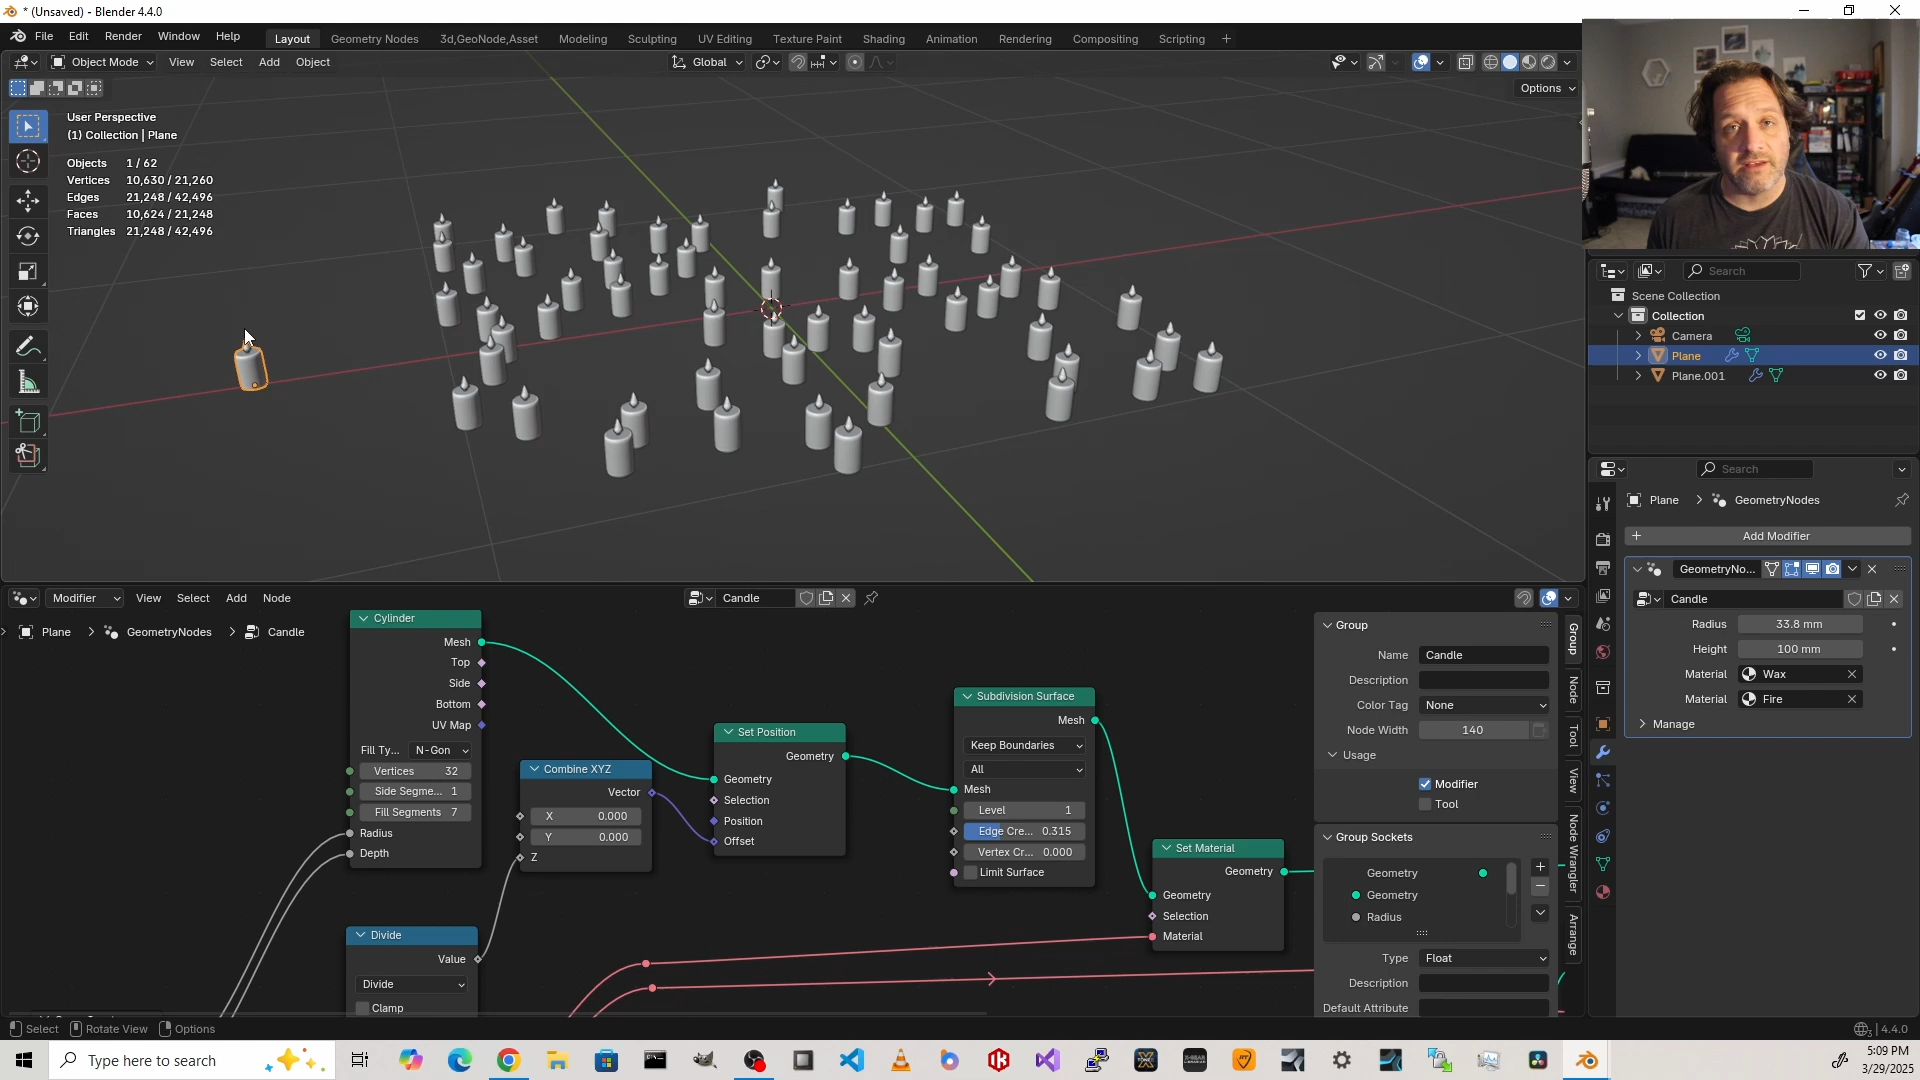 * (Unsaved) - Blender 4.4.0
File Edit Render Window Help
Layout Geometry Nodes 3d,GeoNode,Asset Modeling Sculpting UV Editing Texture Paint Shading Animation Rendering Compositing Scripting +
Object Mode View Select Add Object
Global
Options
User Perspective
(1) Collection | Plane
Objects 1 / 62
Vertices 10,630 / 21,260
Edges 21,248 / 42,496
Faces 10,624 / 21,248
Triangles 21,248 / 42,496
Search
Scene Collection
Collection
Camera
Plane
Plane.001
Search
Plane > GeometryNodes
Add Modifier
GeometryNo...
Candle
Radius 33.8 mm
Height 100 mm
Material Wax
Material Fire
Manage
Modifier View Select Add Node
Candle
Plane > GeometryNodes > Candle
Cylinder
Mesh
Top
Side
Bottom
UV Map
Fill Ty... N-Gon
Vertices 32
Side Segme... 1
Fill Segments 7
Radius
Depth
Combine XYZ
Vector
X 0.000
Y 0.000
Z
Divide
Value
Divide
Clamp
Set Position
Geometry
Geometry
Selection
Position
Offset
Subdivision Surface
Mesh
Keep Boundaries
All
Mesh
Level 1
Edge Cre... 0.315
Vertex Cr... 0.000
Limit Surface
Set Material
Geometry
Geometry
Selection
Material
Group
Name Candle
Description
Color Tag None
Node Width 140
Usage
Modifier
Tool
Group Sockets
Geometry
Geometry
Radius
Type Float
Description
Default Attribute
Group
Node
Tool
View
Node Wrangler
Arrange
Select Rotate View Options
4.4.0
Type here to search
5:09 PM
3/29/2025